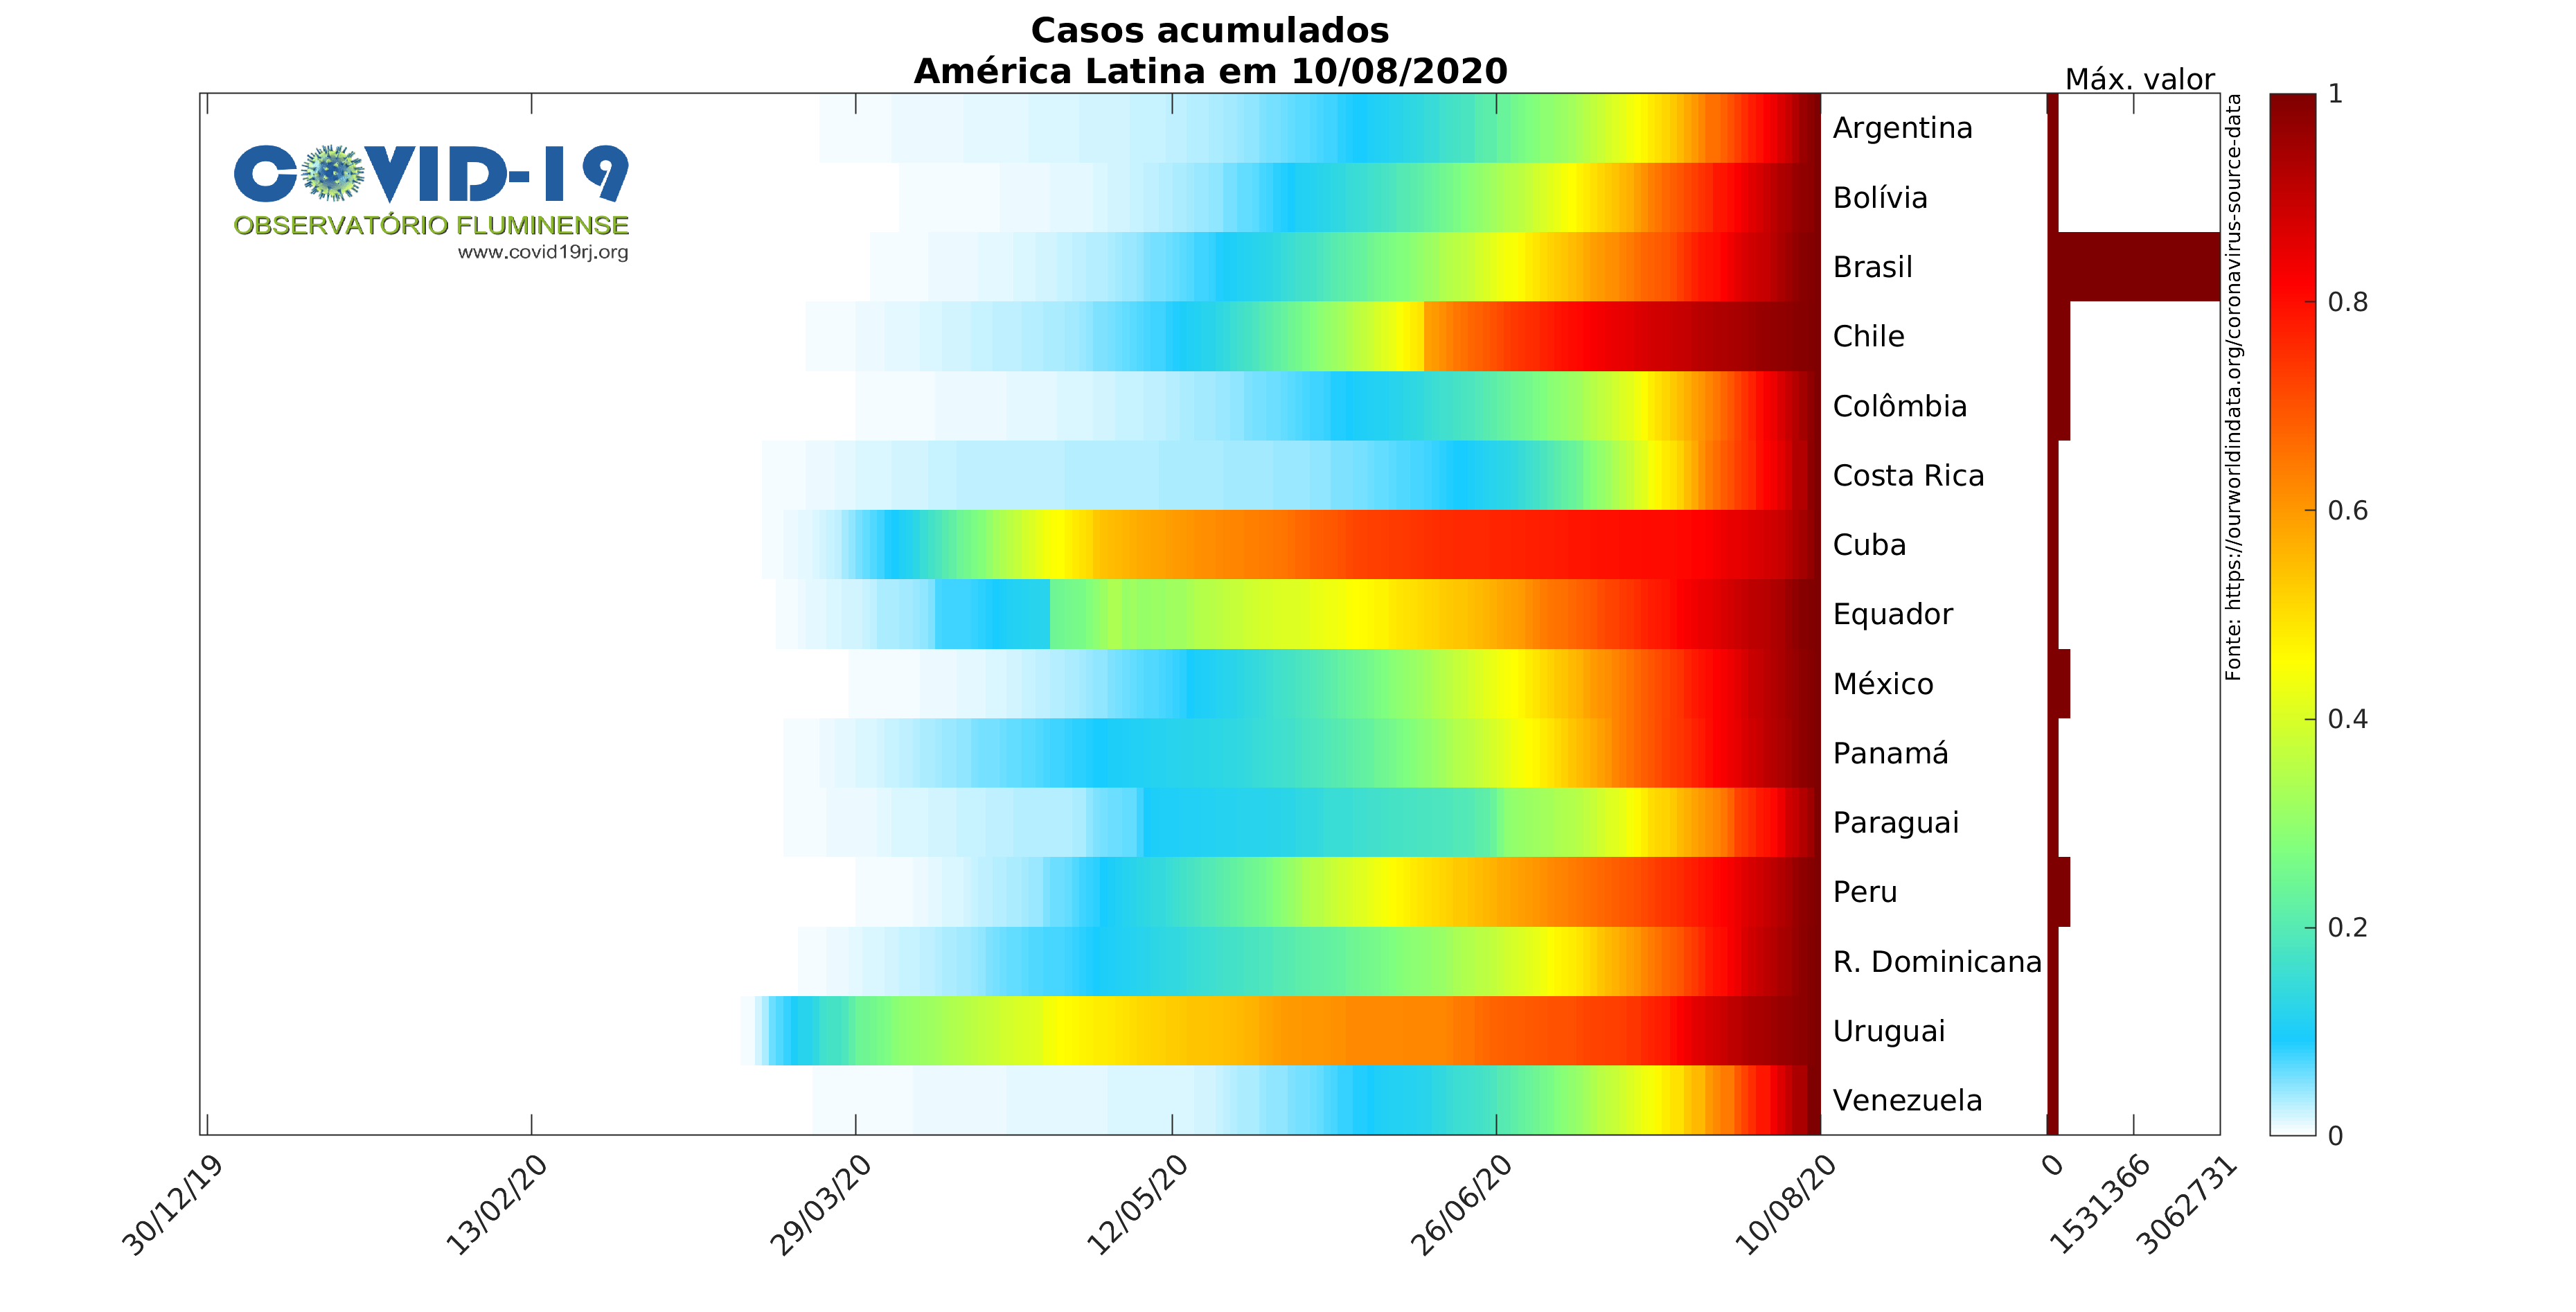 Casos acumulados
América Latina em 10/08/2020
Máx. valor
COVID-19
OBSERVATÓRIO FLUMINENSE
www.covid19rj.org
Argentina
Bolívia
Brasil
Chile
Colômbia
Costa Rica
Cuba
Equador
México
Panamá
Paraguai
Peru
R. Dominicana
Uruguai
Venezuela
Fonte: https://ourworldindata.org/coronavirus-source-data
1
0.8
0.6
0.4
0.2
0
30/12/19
13/02/20
29/03/20
12/05/20
26/06/20
10/08/20
0
1531366
3062731